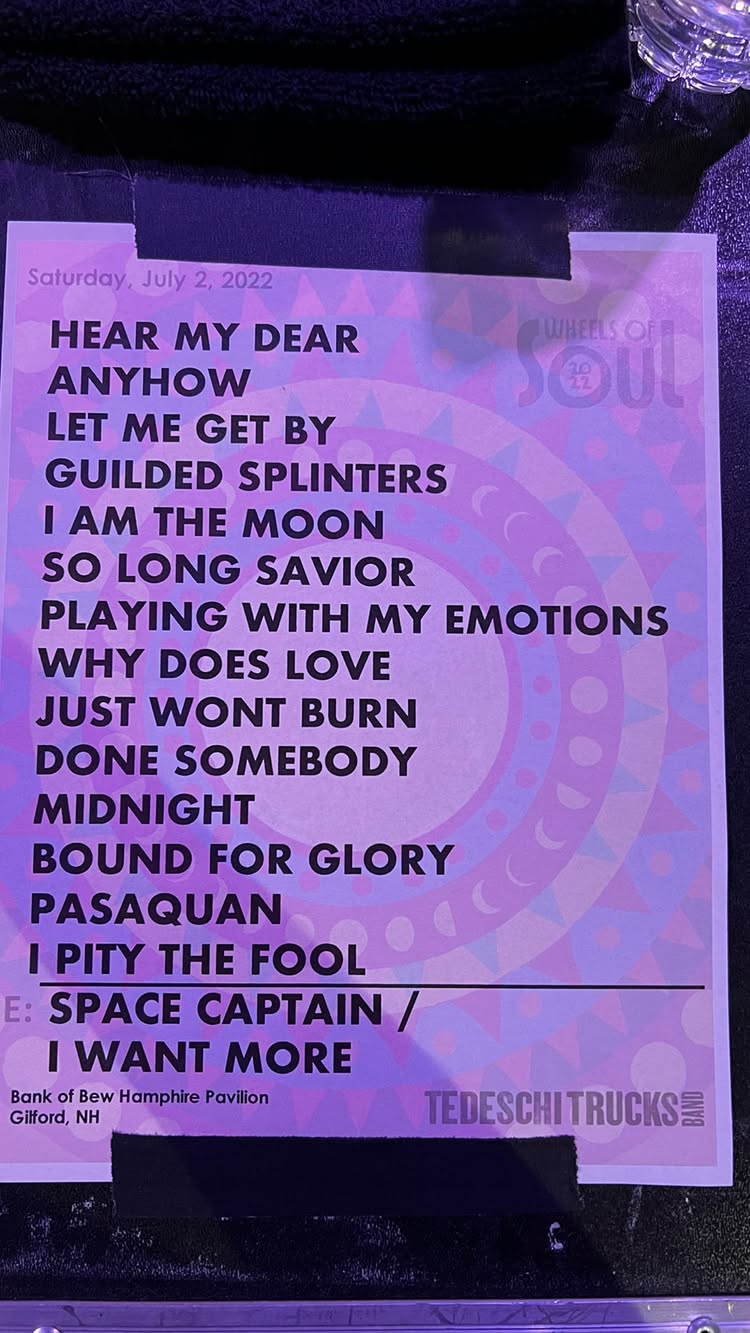 Saturday, July 2, 2022
WHEELS OF
SOUL
20
22
HEAR MY DEAR
ANYHOW
LET ME GET BY
GUILDED SPLINTERS
I AM THE MOON
SO LONG SAVIOR
PLAYING WITH MY EMOTIONS
WHY DOES LOVE
JUST WONT BURN
DONE SOMEBODY
MIDNIGHT
BOUND FOR GLORY
PASAQUAN
I PITY THE FOOL
E: SPACE CAPTAIN /
I WANT MORE
Bank of Bew Hamphire Pavilion
Gilford, NH
TEDESCHI TRUCKS BAND